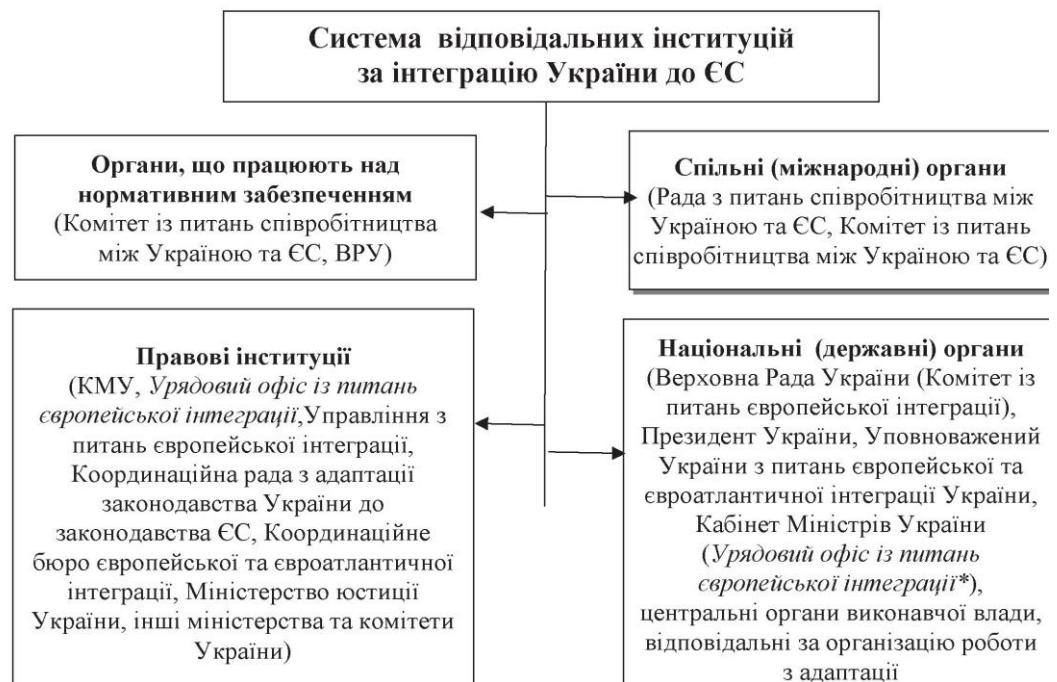 Система відповідальних інституцій
за інтеграцію України до ЄС
Органи, що працюють над
нормативним забезпеченням
(Комітет із питань співробітництва
між Україною та ЄС, ВРУ)
Спільні (міжнародні) органи
(Рада з питань співробітництва між
Україною та ЄС, Комітет із питань
співробітництва між Україною та ЄС)
Правові інституції
(КМУ, Урядовий офіс із питань
європейської інтеграції,Управління з
питань європейської інтеграції,
Координаційна рада з адаптації
законодавства України до
законодавства ЄС, Координаційне
бюро європейської та євроатлантичної
інтеграції, Міністерство юстиції
України, інші міністерства та комітети
України)
Національні (державні) органи
(Верховна Рада України (Комітет із
питань європейської інтеграції),
Президент України, Уповноважений
України з питань європейської та
євроатлантичної інтеграції України,
Кабінет Міністрів України
(Урядовий офіс із питань
європейської інтеграції*),
центральні органи виконавчої влади,
відповідальні за організацію роботи
з адаптації